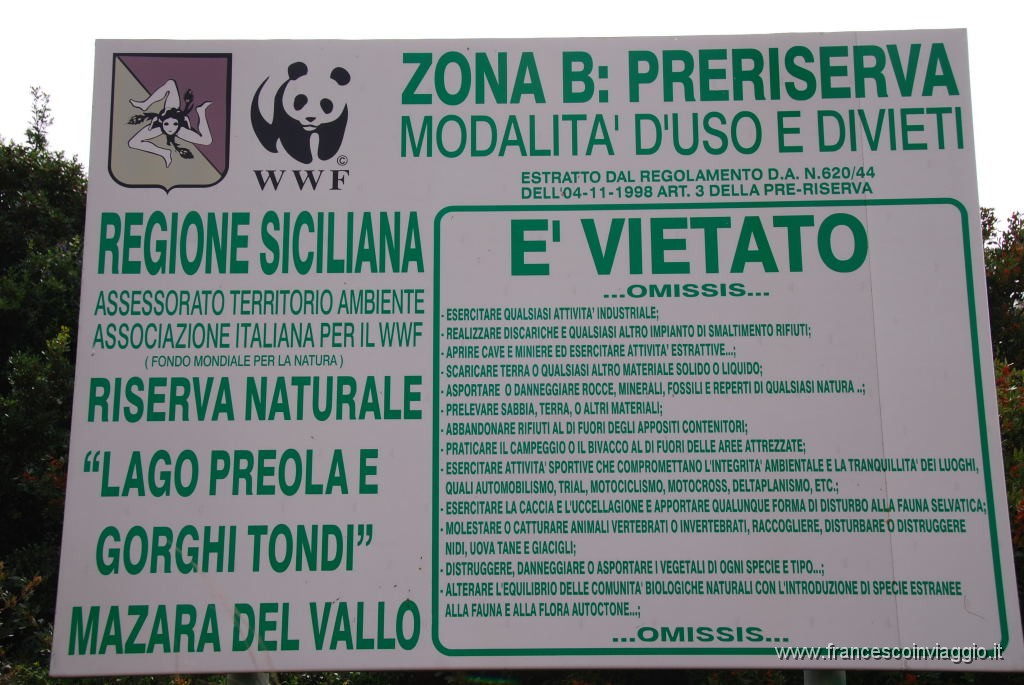 ZONA B: PRERISERVA
MODALITA' D'USO E DIVIETI
ESTRATTO DAL REGOLAMENTO D.A. N.620/44
DELL'04-11-1998 ART. 3 DELLA PRE-RISERVA
©
WWF
REGIONE SICILIANA
ASSESSORATO TERRITORIO AMBIENTE
ASSOCIAZIONE ITALIANA PER IL WWF
( FONDO MONDIALE PER LA NATURA )
RISERVA NATURALE
“LAGO PREOLA E
GORGHI TONDI”
MAZARA DEL VALLO
E' VIETATO
...OMISSIS...
- ESERCITARE QUALSIASI ATTIVITA' INDUSTRIALE;
- REALIZZARE DISCARICHE E QUALSIASI ALTRO IMPIANTO DI SMALTIMENTO RIFIUTI;
- APRIRE CAVE E MINIERE ED ESERCITARE ATTIVITA' ESTRATTIVE...;
- SCARICARE TERRA O QUALSIASI ALTRO MATERIALE SOLIDO O LIQUIDO;
- ASPORTARE O DANNEGGIARE ROCCE, MINERALI, FOSSILI E REPERTI DI QUALSIASI NATURA ..;
- PRELEVARE SABBIA, TERRA, O ALTRI MATERIALI;
- ABBANDONARE RIFIUTI AL DI FUORI DEGLI APPOSITI CONTENITORI;
- PRATICARE IL CAMPEGGIO O IL BIVACCO AL DI FUORI DELLE AREE ATTREZZATE;
- ESERCITARE ATTIVITA' SPORTIVE CHE COMPROMETTANO L'INTEGRITA' AMBIENTALE E LA TRANQUILLITA' DEI LUOGHI,
QUALI AUTOMOBILISMO, TRIAL, MOTOCICLISMO, MOTOCROSS, DELTAPLANISMO, ETC.;
- ESERCITARE LA CACCIA E L'UCCELLAGIONE E APPORTARE QUALUNQUE FORMA DI DISTURBO ALLA FAUNA SELVATICA;
- MOLESTARE O CATTURARE ANIMALI VERTEBRATI O INVERTEBRATI, RACCOGLIERE, DISTURBARE O DISTRUGGERE
NIDI, UOVA TANE E GIACIGLI;
- DISTRUGGERE, DANNEGGIARE O ASPORTARE I VEGETALI DI OGNI SPECIE E TIPO...;
- ALTERARE L'EQUILIBRIO DELLE COMUNITA' BIOLOGICHE NATURALI CON L'INTRODUZIONE DI SPECIE ESTRANEE
ALLA FAUNA E ALLA FLORA AUTOCTONE...;
...OMISSIS...
www.francescoinviaggio.it